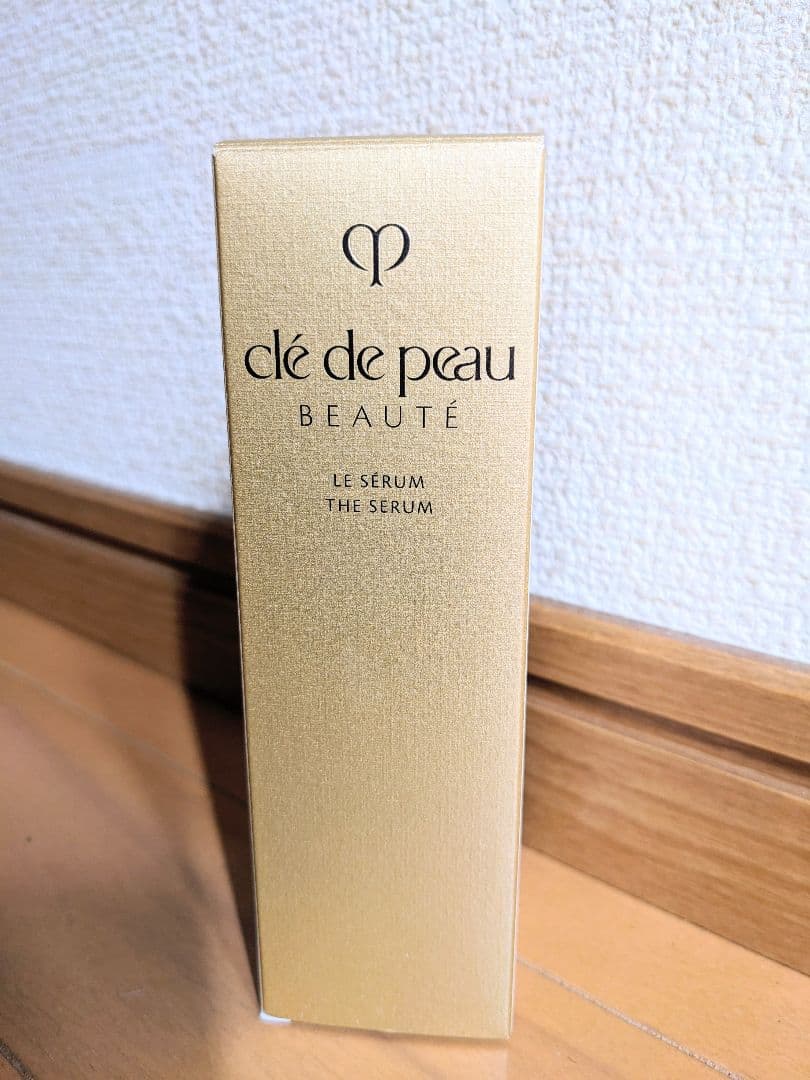 clé de peau
BEAUTÉ
LE SÉRUM
THE SERUM